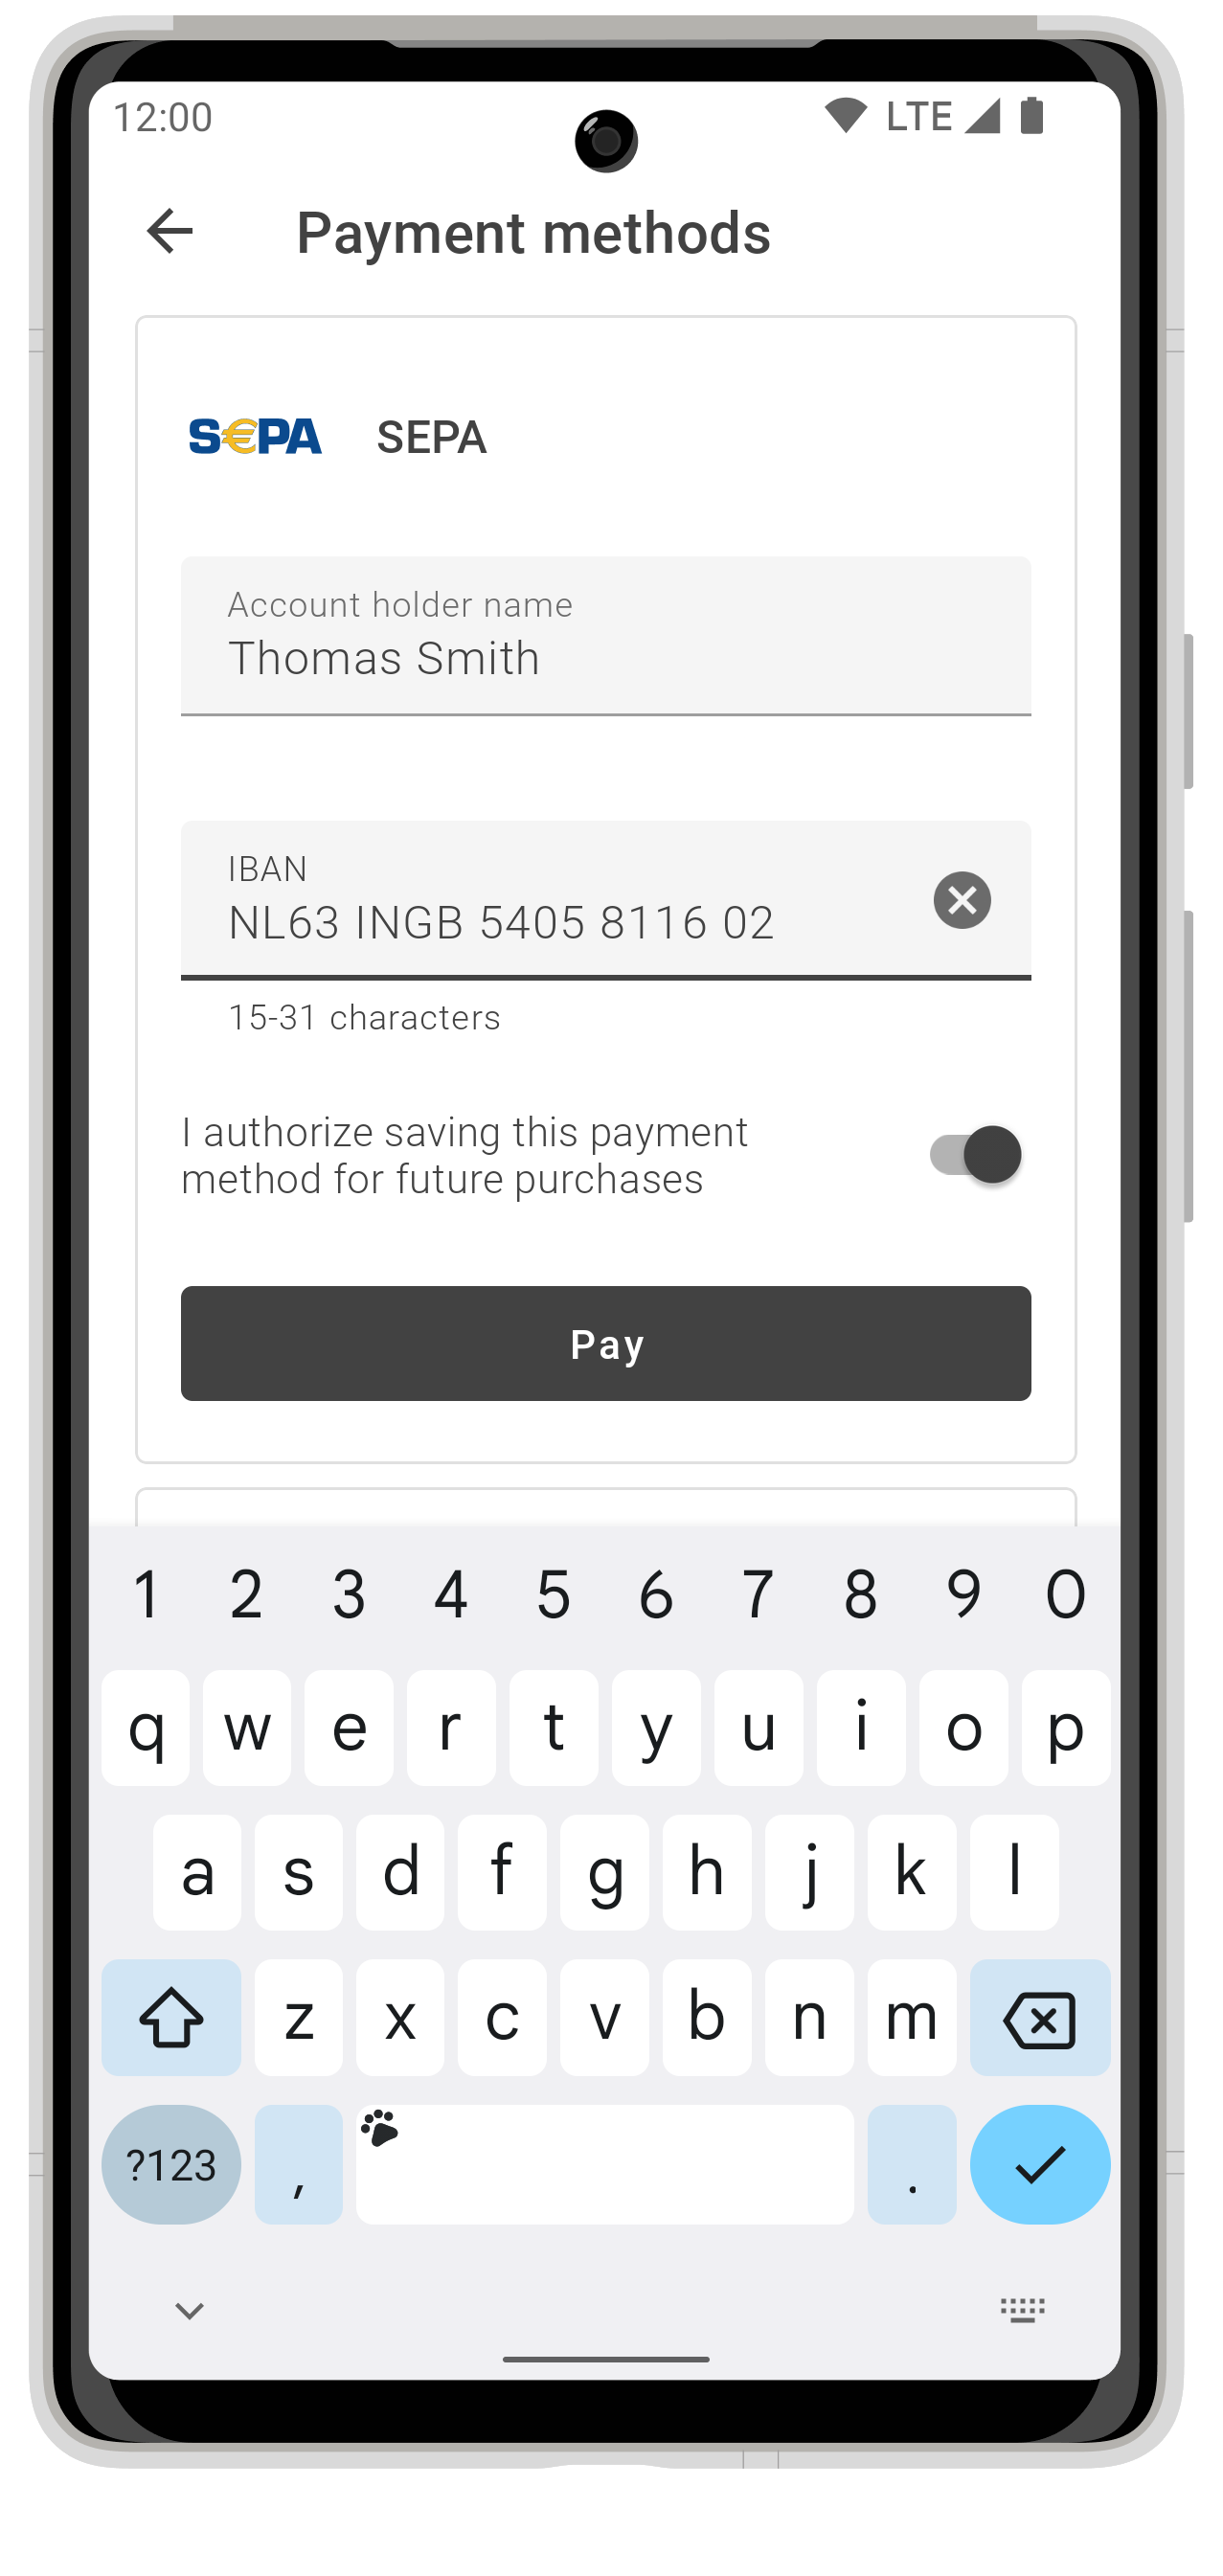 12:00 LTE
Payment methods
S€PA SEPA
Account holder name
Thomas Smith
IBAN
NL63 INGB 5405 8116 02
15-31 characters
I authorize saving this payment
method for future purchases
Pay
1 2 3 4 5 6 7 8 9 0
q w e r t y u i o p
a s d f g h j k l
z x c v b n m
?123 , .